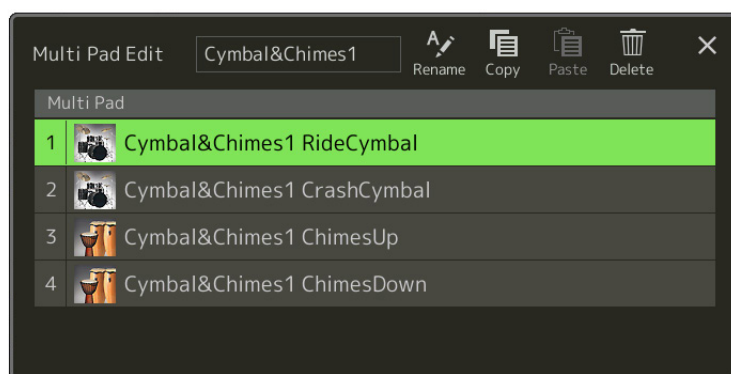 Multi Pad Edit
Cymbal&Chimes1
Rename
Copy
Paste
Delete
Multi Pad
1 Cymbal&Chimes1 RideCymbal
2 Cymbal&Chimes1 CrashCymbal
3 Cymbal&Chimes1 ChimesUp
4 Cymbal&Chimes1 ChimesDown